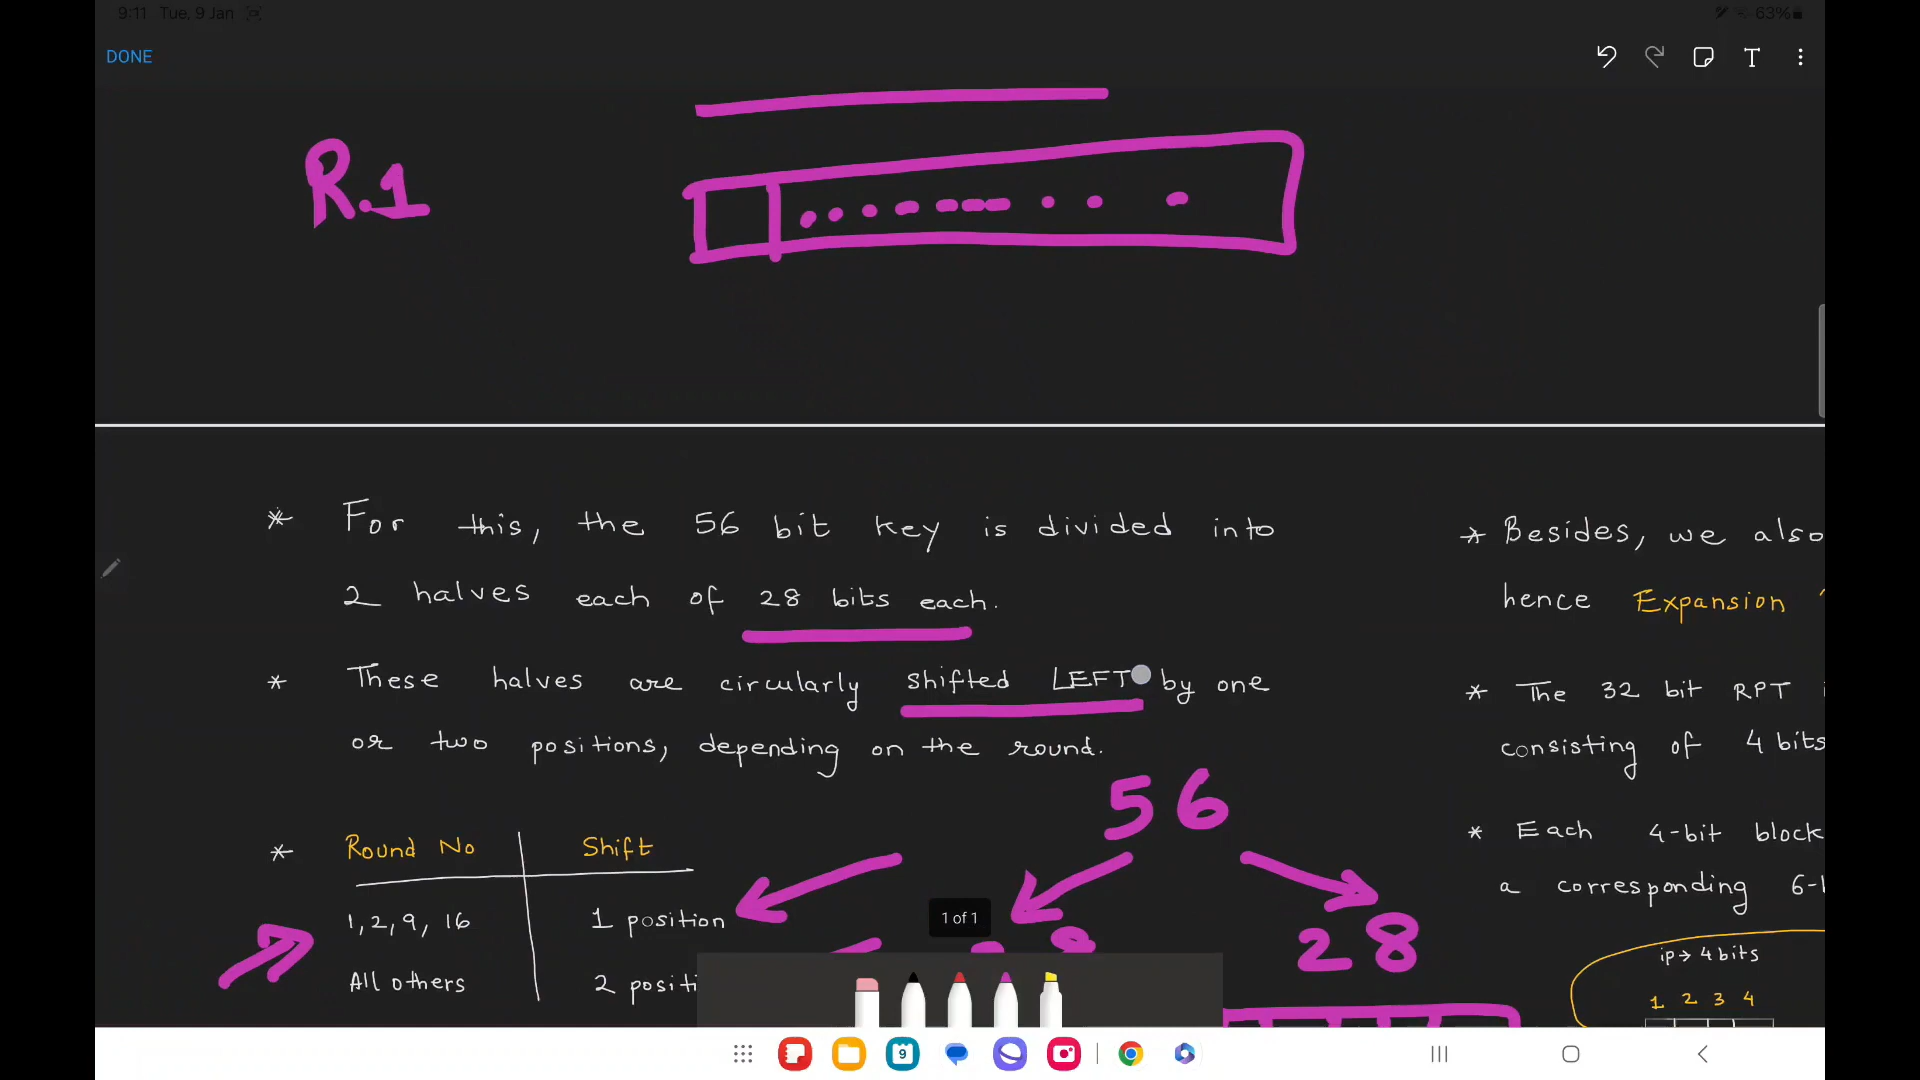 9:11 Tue, 9 Jan
63%
DONE
R.1
* For this, the 56 bit key is divided into
2 halves each of 28 bits each.
* These halves are circularly shifted LEFT by one
or two positions, depending on the round.
56
28
* Round No Shift
1, 2, 9, 16 1 position
All others 2 positi
1 of 1
* Besides, we also
hence Expansion
* The 32 bit RPT
consisting of 4 bits
* Each 4-bit block
a corresponding 6-
ip → 4 bits
1 2 3 4
9